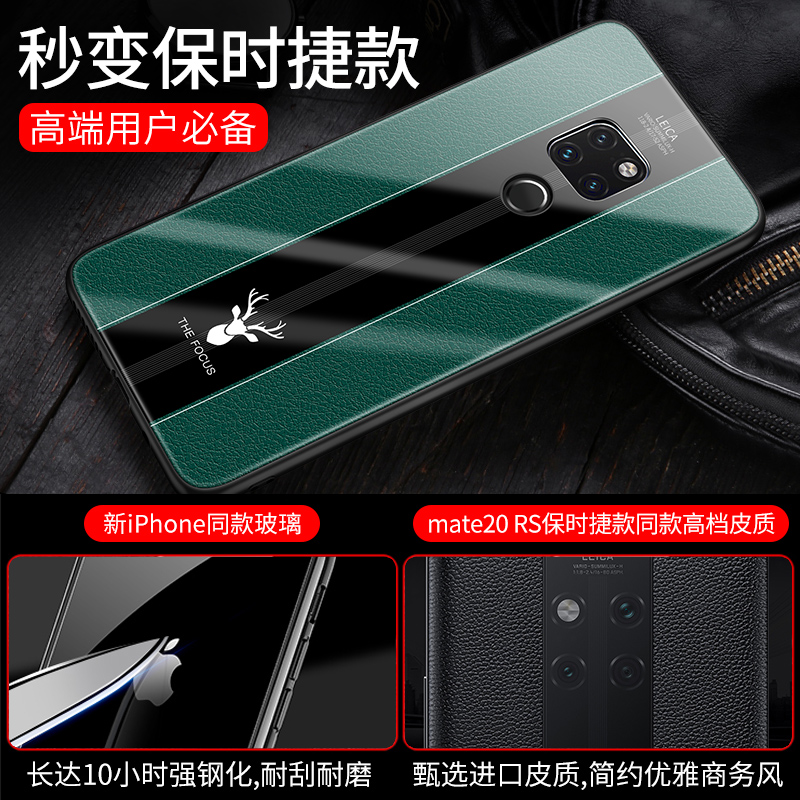 秒变保时捷款
高端用户必备
LEICA
THE FOCUS
新iPhone同款玻璃
mate20 RS保时捷款同款高档皮质
LEICA
VARIO-SUMMILUX-H
长达10小时强钢化,耐刮耐磨
甄选进口皮质,简约优雅商务风